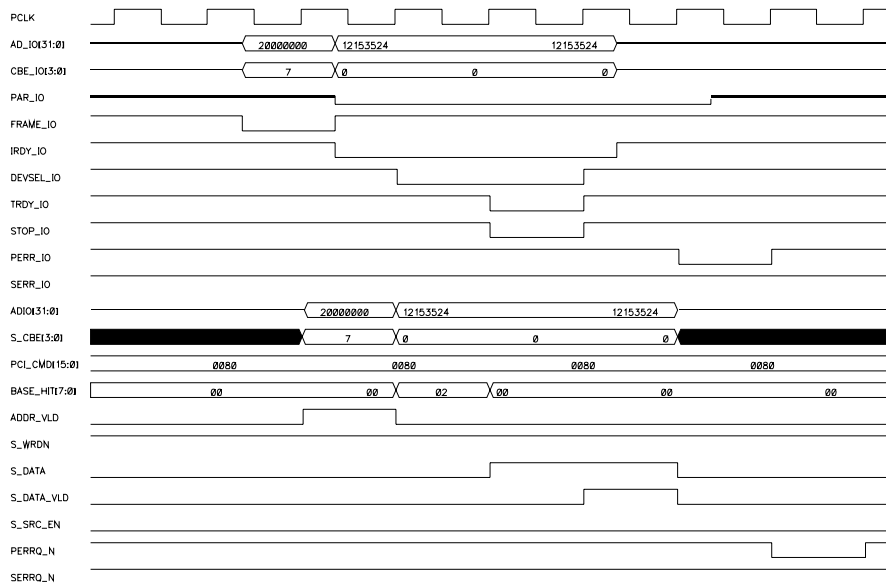 PCLK
AD_IO[31:0] 20000000 12153524 12153524
CBE_IO[3:0] 7 0 0 0
PAR_IO
FRAME_IO
IRDY_IO
DEVSEL_IO
TRDY_IO
STOP_IO
PERR_IO
SERR_IO
ADIO[31:0] 20000000 12153524 12153524
S_CBE[3:0] 7 0 0 0
PCI_CMD[15:0] 0080 0080 0080 0080
BASE_HIT[7:0] 00 00 02 00 00 00
ADDR_VLD
S_WRDN
S_DATA
S_DATA_VLD
S_SRC_EN
PERRQ_N
SERRQ_N